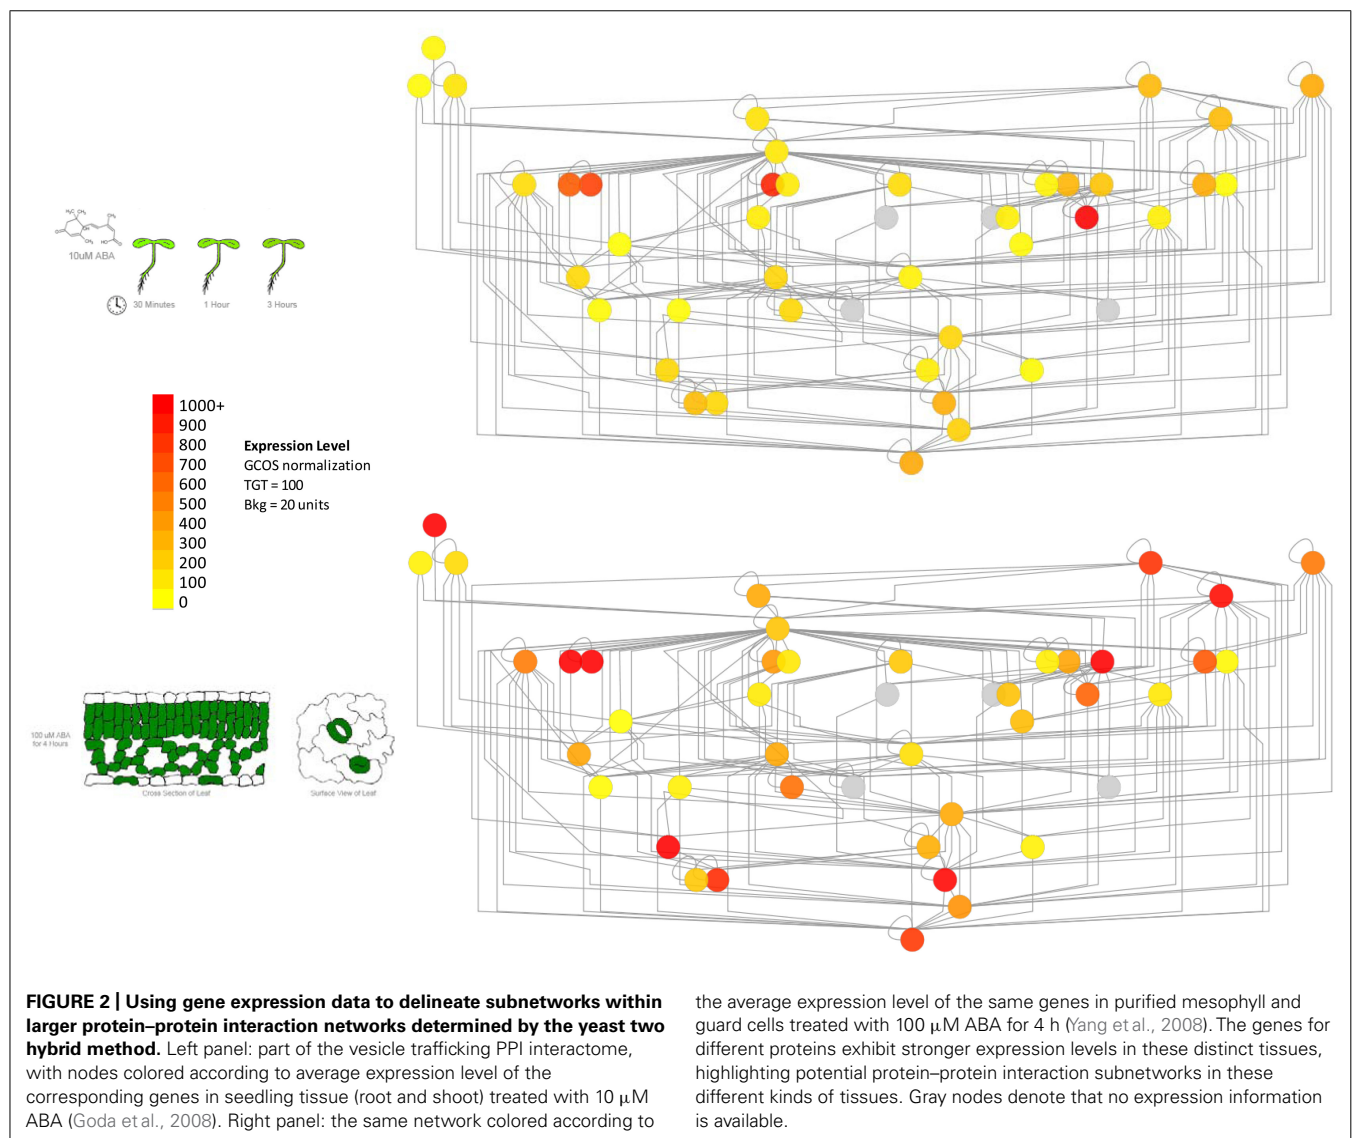 H₃C
CH₃
CH₃
OH
O
CH₃
HO
O
10uM ABA
30 Minutes
1 Hour
3 Hours
1000+
900
800
700
600
500
400
300
200
100
0
Expression Level
GCOS normalization
TGT = 100
Bkg = 20 units
100 uM ABA
for 4 Hours
Cross Section of Leaf
Surface View of Leaf
FIGURE 2 | Using gene expression data to delineate subnetworks within
larger protein–protein interaction networks determined by the yeast two
hybrid method. Left panel: part of the vesicle trafficking PPI interactome,
with nodes colored according to average expression level of the
corresponding genes in seedling tissue (root and shoot) treated with 10 μM
ABA (Goda et al., 2008). Right panel: the same network colored according to
the average expression level of the same genes in purified mesophyll and
guard cells treated with 100 μM ABA for 4 h (Yang et al., 2008). The genes for
different proteins exhibit stronger expression levels in these distinct tissues,
highlighting potential protein–protein interaction subnetworks in these
different kinds of tissues. Gray nodes denote that no expression information
is available.